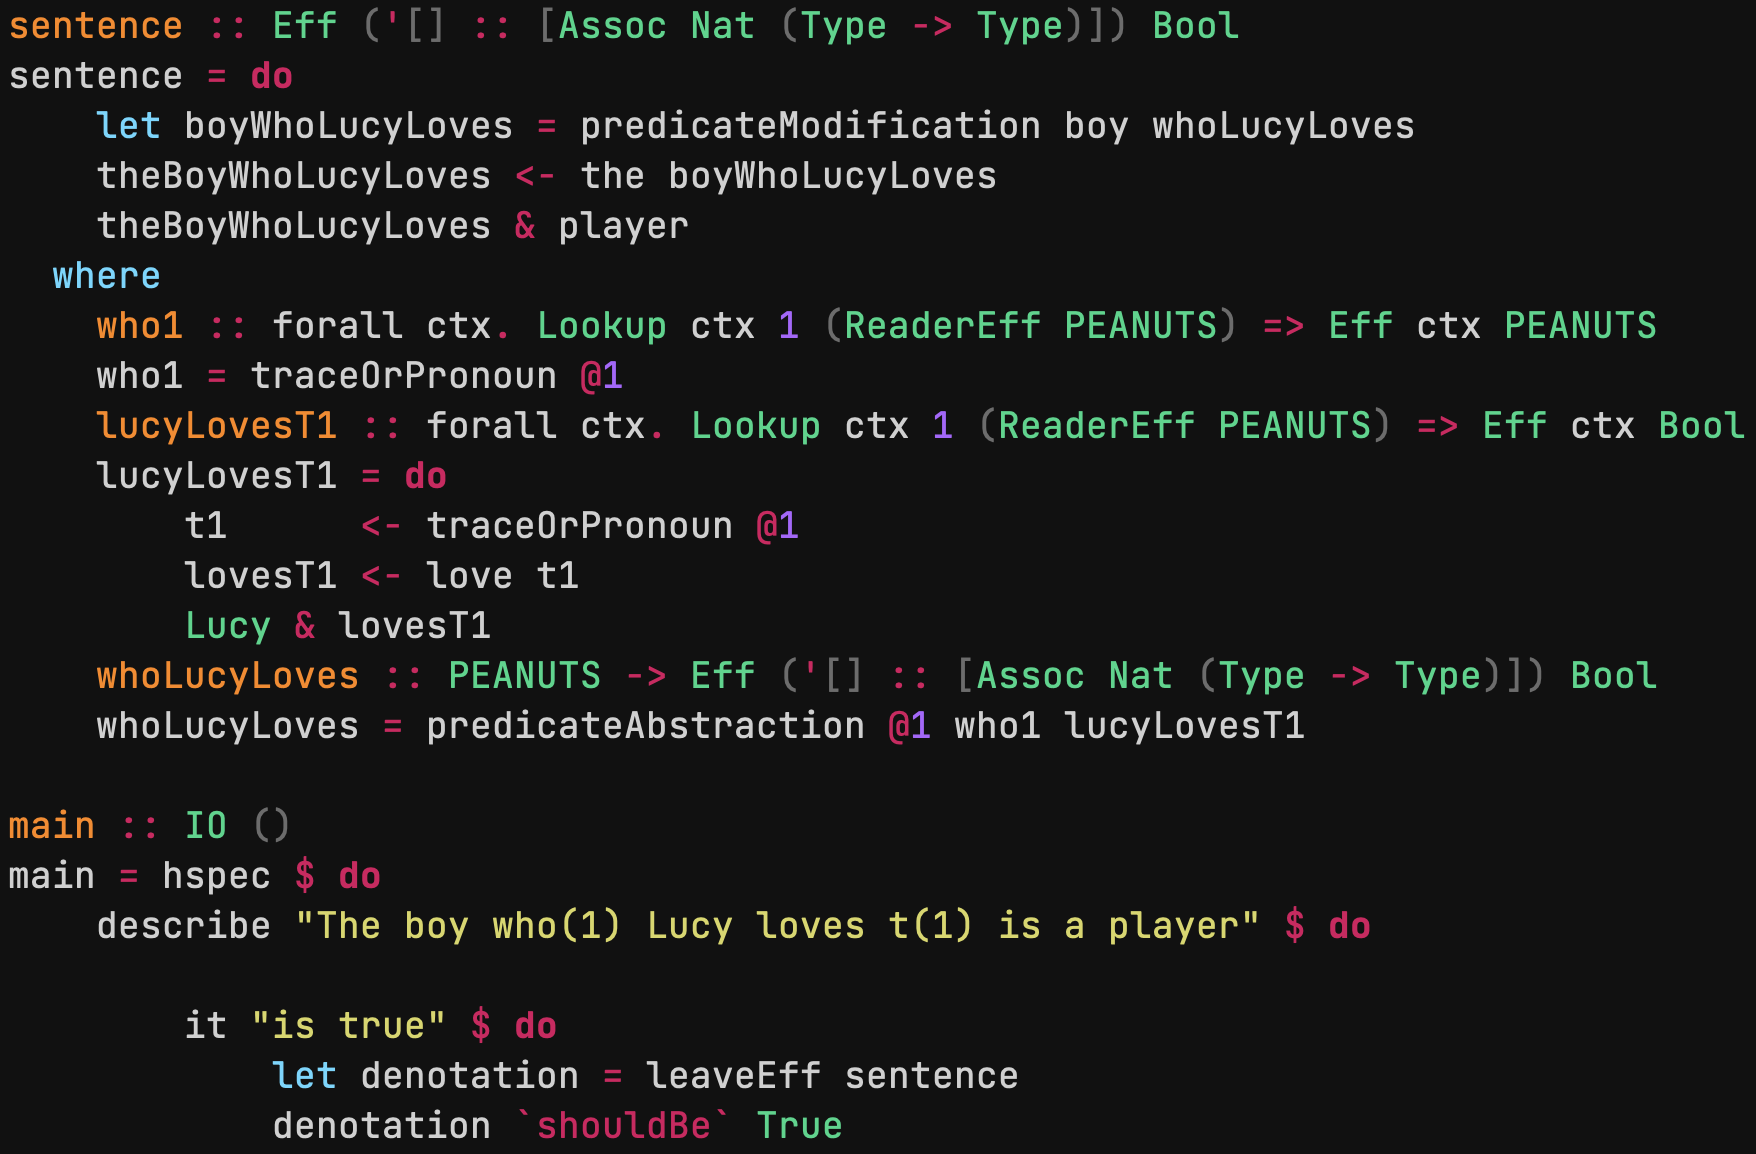 sentence :: Eff ('[] :: [Assoc Nat (Type -> Type)]) Bool
sentence = do
    let boyWhoLucyLoves = predicateModification boy whoLucyLoves
    theBoyWhoLucyLoves <- the boyWhoLucyLoves
    theBoyWhoLucyLoves & player
  where
    who1 :: forall ctx. Lookup ctx 1 (ReaderEff PEANUTS) => Eff ctx PEANUTS
    who1 = traceOrPronoun @1
    lucyLovesT1 :: forall ctx. Lookup ctx 1 (ReaderEff PEANUTS) => Eff ctx Bool
    lucyLovesT1 = do
        t1      <- traceOrPronoun @1
        lovesT1 <- love t1
        Lucy & lovesT1
    whoLucyLoves :: PEANUTS -> Eff ('[] :: [Assoc Nat (Type -> Type)]) Bool
    whoLucyLoves = predicateAbstraction @1 who1 lucyLovesT1

main :: IO ()
main = hspec $ do
    describe "The boy who(1) Lucy loves t(1) is a player" $ do

        it "is true" $ do
            let denotation = leaveEff sentence
            denotation `shouldBe` True